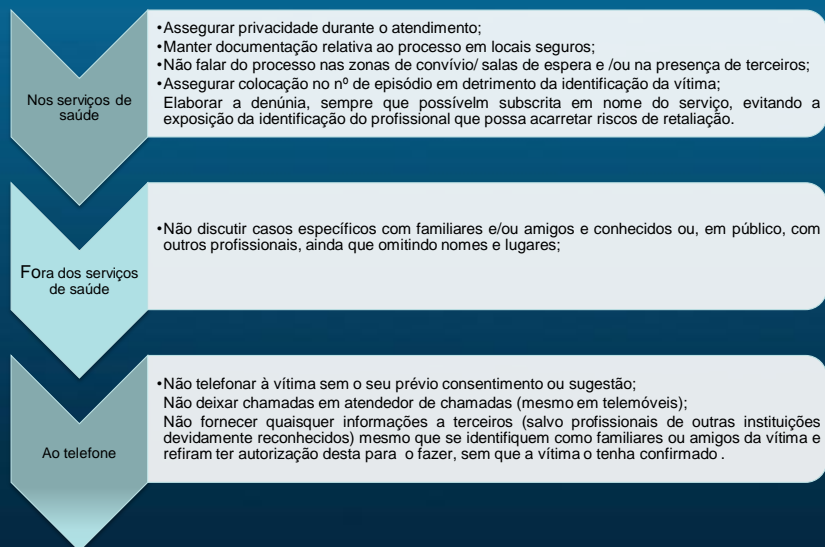 Nos serviços de
saúde
•Assegurar privacidade durante o atendimento;
•Manter documentação relativa ao processo em locais seguros;
•Não falar do processo nas zonas de convívio/ salas de espera e /ou na presença de terceiros;
•Assegurar colocação no nº de episódio em detrimento da identificação da vítima;
Elaborar a denúnia, sempre que possívelm subscrita em nome do serviço, evitando a
exposição da identificação do profissional que possa acarretar riscos de retaliação.
Fora dos serviços
de saúde
•Não discutir casos específicos com familiares e/ou amigos e conhecidos ou, em público, com
outros profissionais, ainda que omitindo nomes e lugares;
Ao telefone
•Não telefonar à vítima sem o seu prévio consentimento ou sugestão;
Não deixar chamadas em atendedor de chamadas (mesmo em telemóveis);
Não fornecer quaisquer informações a terceiros (salvo profissionais de outras instituições
devidamente reconhecidos) mesmo que se identifiquem como familiares ou amigos da vítima e
refiram ter autorização desta para o fazer, sem que a vítima o tenha confirmado .